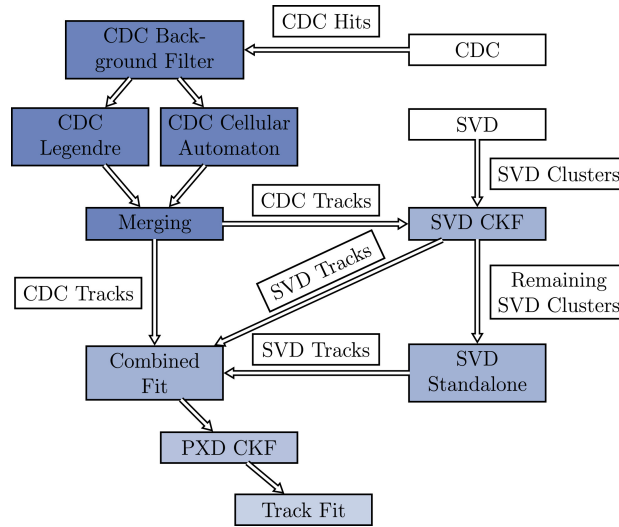 CDC Hits
CDC Back-
ground Filter
CDC
CDC
Legendre
CDC Cellular
Automaton
SVD
SVD Clusters
CDC Tracks
Merging
SVD CKF
SVD Tracks
CDC Tracks
Remaining
SVD Clusters
SVD Tracks
Combined
Fit
SVD
Standalone
PXD CKF
Track Fit